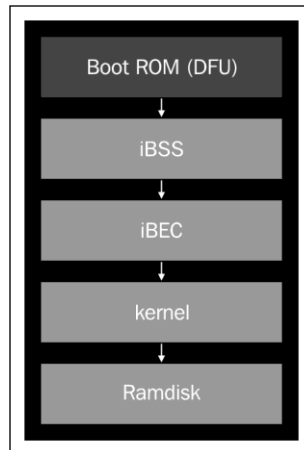 Boot ROM (DFU)
iBSS
iBEC
kernel
Ramdisk